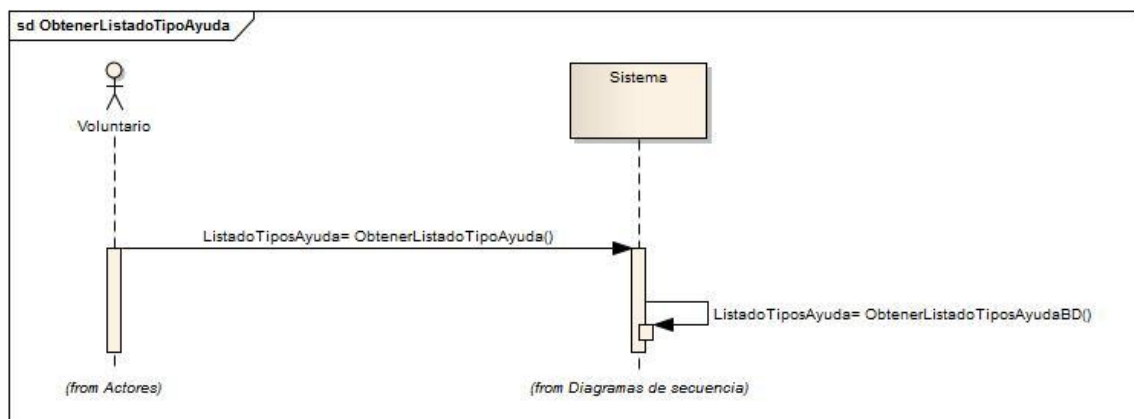 sd ObtenerListadoTipoAyuda
Voluntario
Sistema
ListadoTiposAyuda= ObtenerListadoTipoAyuda()
ListadoTiposAyuda= ObtenerListadoTiposAyudaBD()
(from Actores)
(from Diagramas de secuencia)